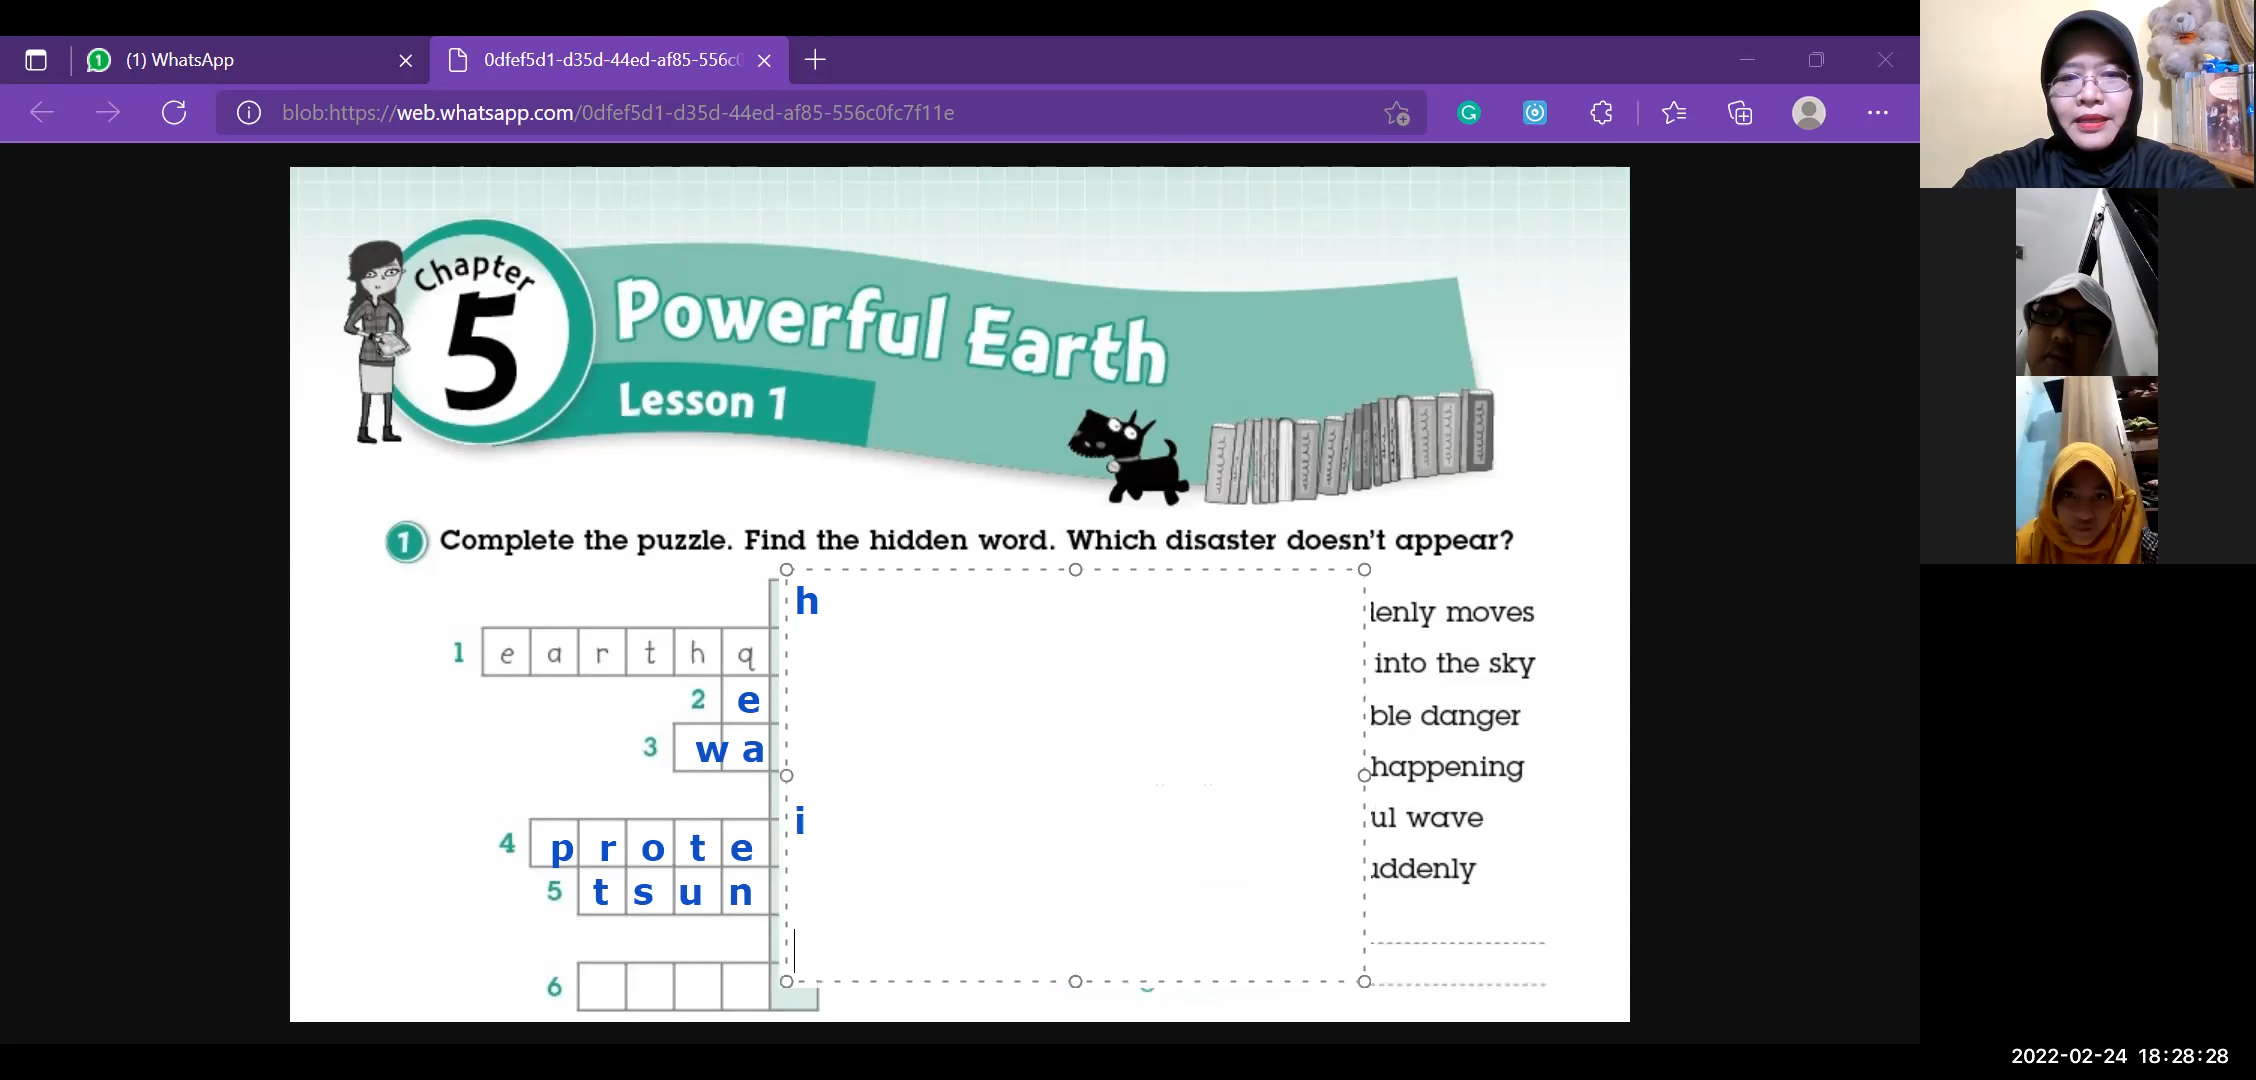 (1) WhatsApp
0dfef5d1-d35d-44ed-af85-556c0
blob:https://web.whatsapp.com/0dfef5d1-d35d-44ed-af85-556c0fc7f11e
Chapter
5
Powerful Earth
Lesson 1
1 Complete the puzzle. Find the hidden word. Which disaster doesn't appear?
h
lenly moves
1 e a r t h q
into the sky
2 e
ble danger
3 w a
happening
i
ul wave
4 p r o t e
uddenly
5 t s u n
6
2022-02-24 18:28:28